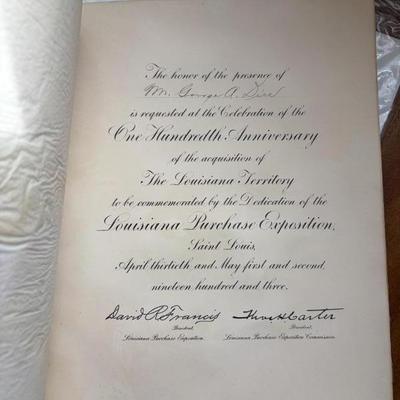 The honor of the presence of
Mr. George A.
is requested at the Celebration of the
One Hundredth Anniversary
of the acquisition of
The Louisiana Territory
to be commemorated by the Dedication of the
Louisiana Purchase Exposition,
Saint Louis,
April thirtieth and May first and second,
nineteen hundred and three.
David R Francis Thos H Carter
President, President,
Louisiana Purchase Exposition. Louisiana Purchase Exposition Commission.